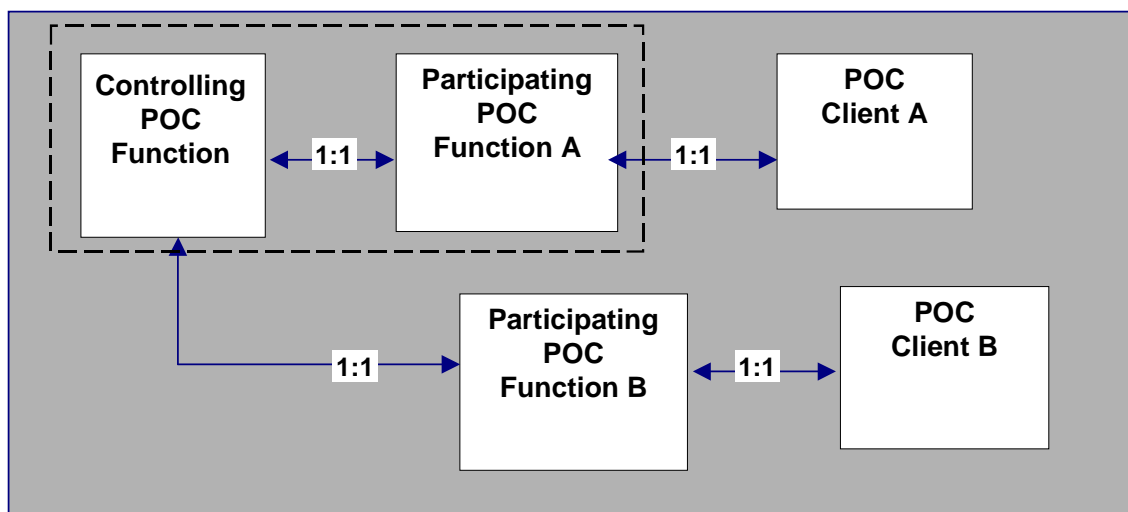 Controlling
POC
Function
1:1
Participating
POC
Function A
1:1
POC
Client A
1:1
Participating
POC
Function B
1:1
POC
Client B